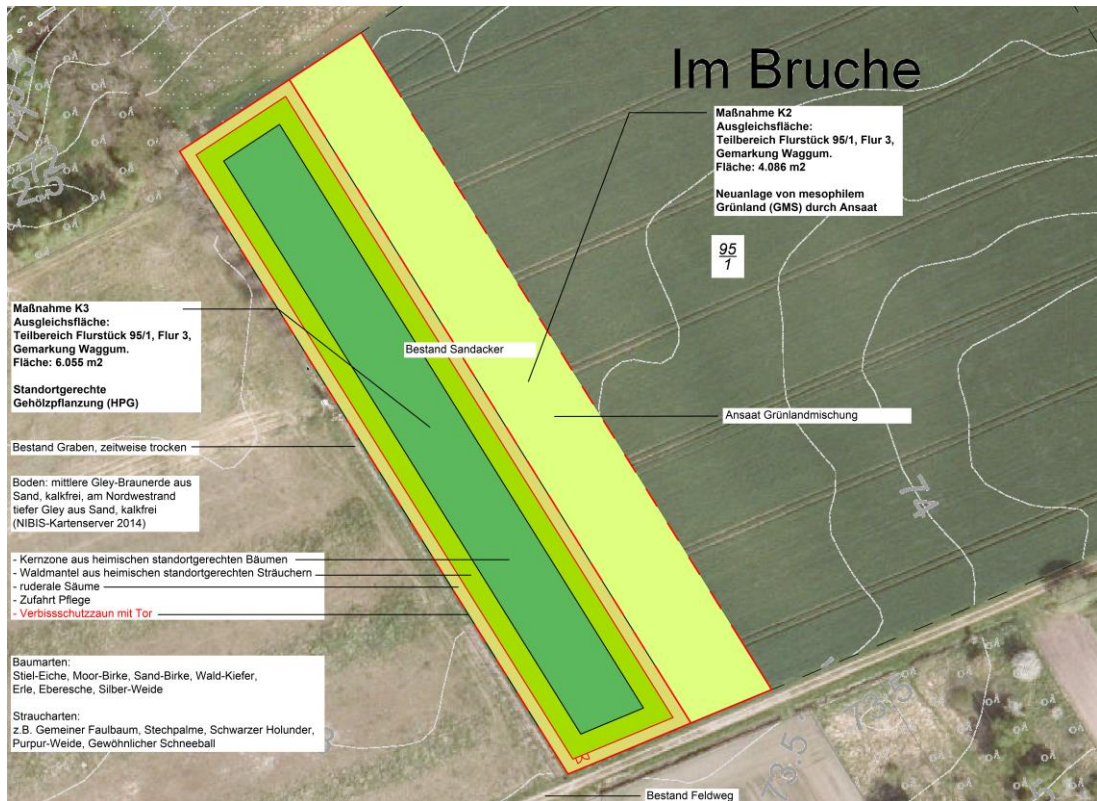 Im Bruche
Maßnahme K2
Ausgleichsfläche:
Teilbereich Flurstück 95/1, Flur 3,
Gemarkung Waggum.
Fläche: 4.086 m2
Neuanlage von mesophilem
Grünland (GMS) durch Ansaat
95
1
Maßnahme K3
Ausgleichsfläche:
Teilbereich Flurstück 95/1, Flur 3,
Gemarkung Waggum.
Fläche: 6.055 m2
Standortgerechte
Gehölzpflanzung (HPG)
Bestand Sandacker
Ansaat Grünlandmischung
Bestand Graben, zeitweise trocken
Boden: mittlere Gley-Braunerde aus
Sand, kalkfrei, am Nordwestrand
tiefer Gley aus Sand, kalkfrei
(NIBIS-Kartenserver 2014)
74
- Kernzone aus heimischen standortgerechten Bäumen
- Waldmantel aus heimischen standortgerechten Sträuchern
- ruderale Säume
- Zufahrt Pflege
- Verbissschutzzaun mit Tor
Baumarten:
Stiel-Eiche, Moor-Birke, Sand-Birke, Wald-Kiefer,
Erle, Eberesche, Silber-Weide
Straucharten:
z.B. Gemeiner Faulbaum, Stechpalme, Schwarzer Holunder,
Purpur-Weide, Gewöhnlicher Schneeball
73.5
73.5
Bestand Feldweg